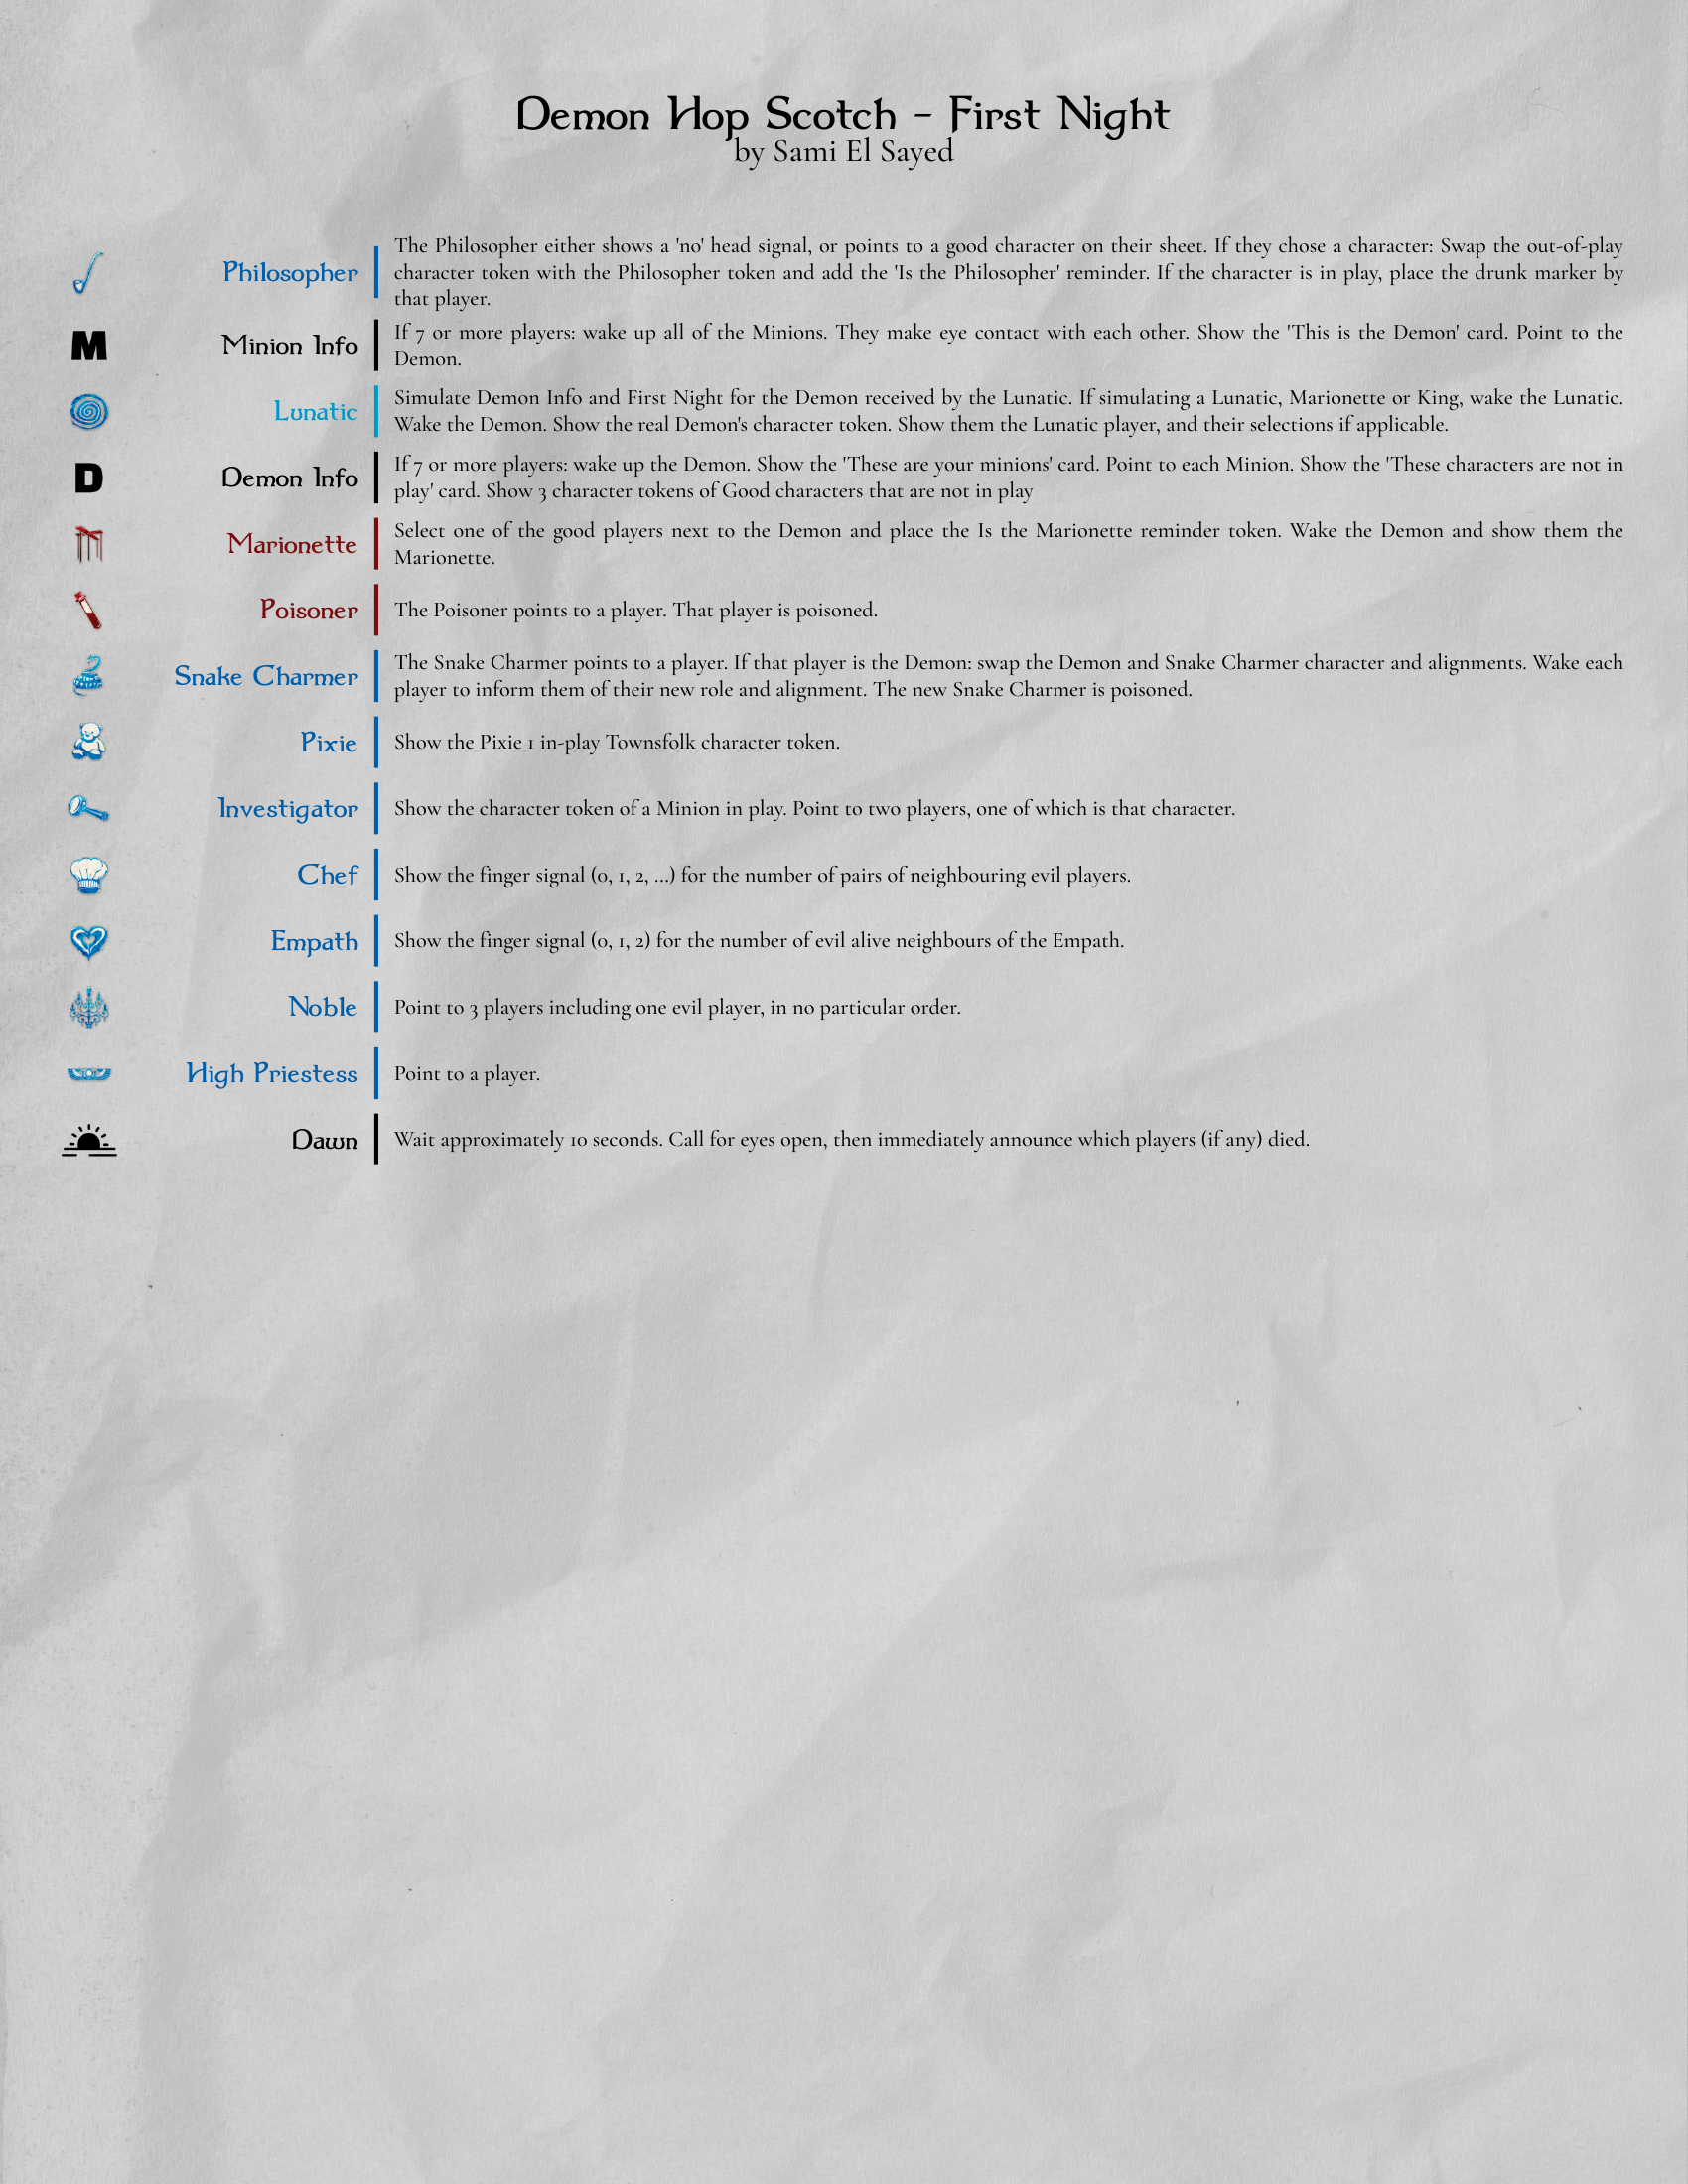 Demon Hop Scotch - First Night
by Sami El Sayed
Philosopher
The Philosopher either shows a 'no' head signal, or points to a good character on their sheet. If they chose a character: Swap the out-of-play
character token with the Philosopher token and add the 'Is the Philosopher' reminder. If the character is in play, place the drunk marker by
that player.
M
Minion Info
If 7 or more players: wake up all of the Minions. They make eye contact with each other. Show the 'This is the Demon' card. Point to the
Demon.
Lunatic
Simulate Demon Info and First Night for the Demon received by the Lunatic. If simulating a Lunatic, Marionette or King, wake the Lunatic.
Wake the Demon. Show the real Demon's character token. Show them the Lunatic player, and their selections if applicable.
D
Demon Info
If 7 or more players: wake up the Demon. Show the 'These are your minions' card. Point to each Minion. Show the 'These characters are not in
play' card. Show 3 character tokens of Good characters that are not in play
Marionette
Select one of the good players next to the Demon and place the Is the Marionette reminder token. Wake the Demon and show them the
Marionette.
Poisoner
The Poisoner points to a player. That player is poisoned.
Snake Charmer
The Snake Charmer points to a player. If that player is the Demon: swap the Demon and Snake Charmer character and alignments. Wake each
player to inform them of their new role and alignment. The new Snake Charmer is poisoned.
Pixie
Show the Pixie 1 in-play Townsfolk character token.
Investigator
Show the character token of a Minion in play. Point to two players, one of which is that character.
Chef
Show the finger signal (0, 1, 2, ...) for the number of pairs of neighbouring evil players.
Empath
Show the finger signal (0, 1, 2) for the number of evil alive neighbours of the Empath.
Noble
Point to 3 players including one evil player, in no particular order.
High Priestess
Point to a player.
Dawn
Wait approximately 10 seconds. Call for eyes open, then immediately announce which players (if any) died.